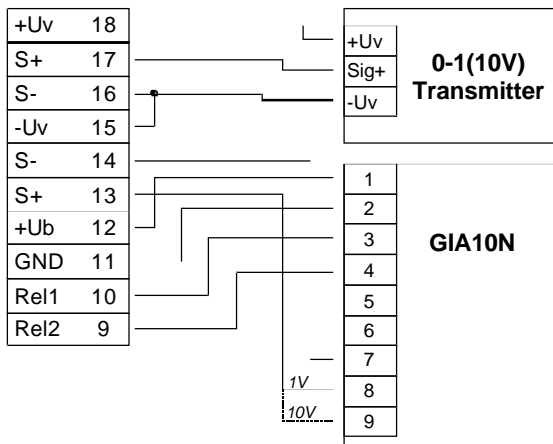 +Uv 18
S+ 17
S- 16
-Uv 15
S- 14
S+ 13
+Ub 12
GND 11
Rel1 10
Rel2 9
+Uv
Sig+
-Uv
0-1(10V)
Transmitter
1
2
3
4
5
6
7
8
9
GIA10N
1V
10V